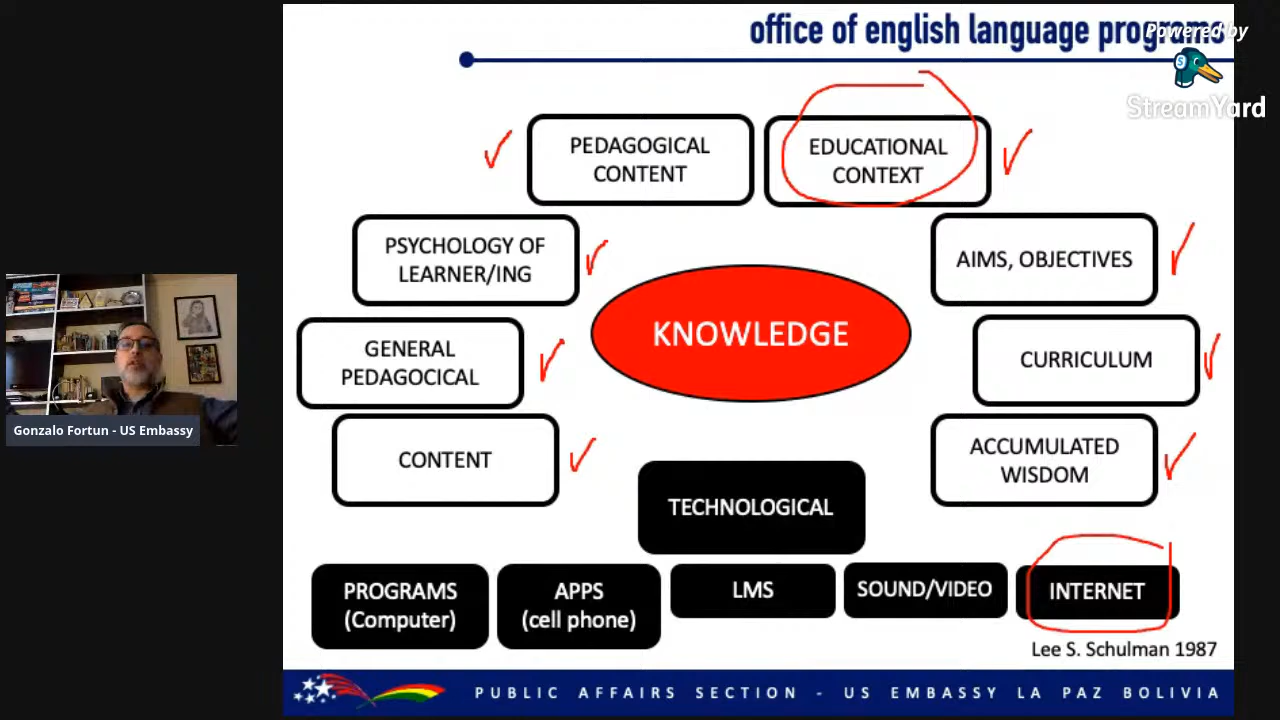 office of english language programs
Powered by
StreamYard
PEDAGOGICAL
CONTENT
EDUCATIONAL
CONTEXT
PSYCHOLOGY OF
LEARNER/ING
AIMS, OBJECTIVES
KNOWLEDGE
GENERAL
PEDAGOCICAL
CURRICULUM
CONTENT
ACCUMULATED
WISDOM
TECHNOLOGICAL
PROGRAMS
(Computer)
APPS
(cell phone)
LMS
SOUND/VIDEO
INTERNET
Lee S. Schulman 1987
Gonzalo Fortun - US Embassy
PUBLIC AFFAIRS SECTION - US EMBASSY LA PAZ BOLIVIA